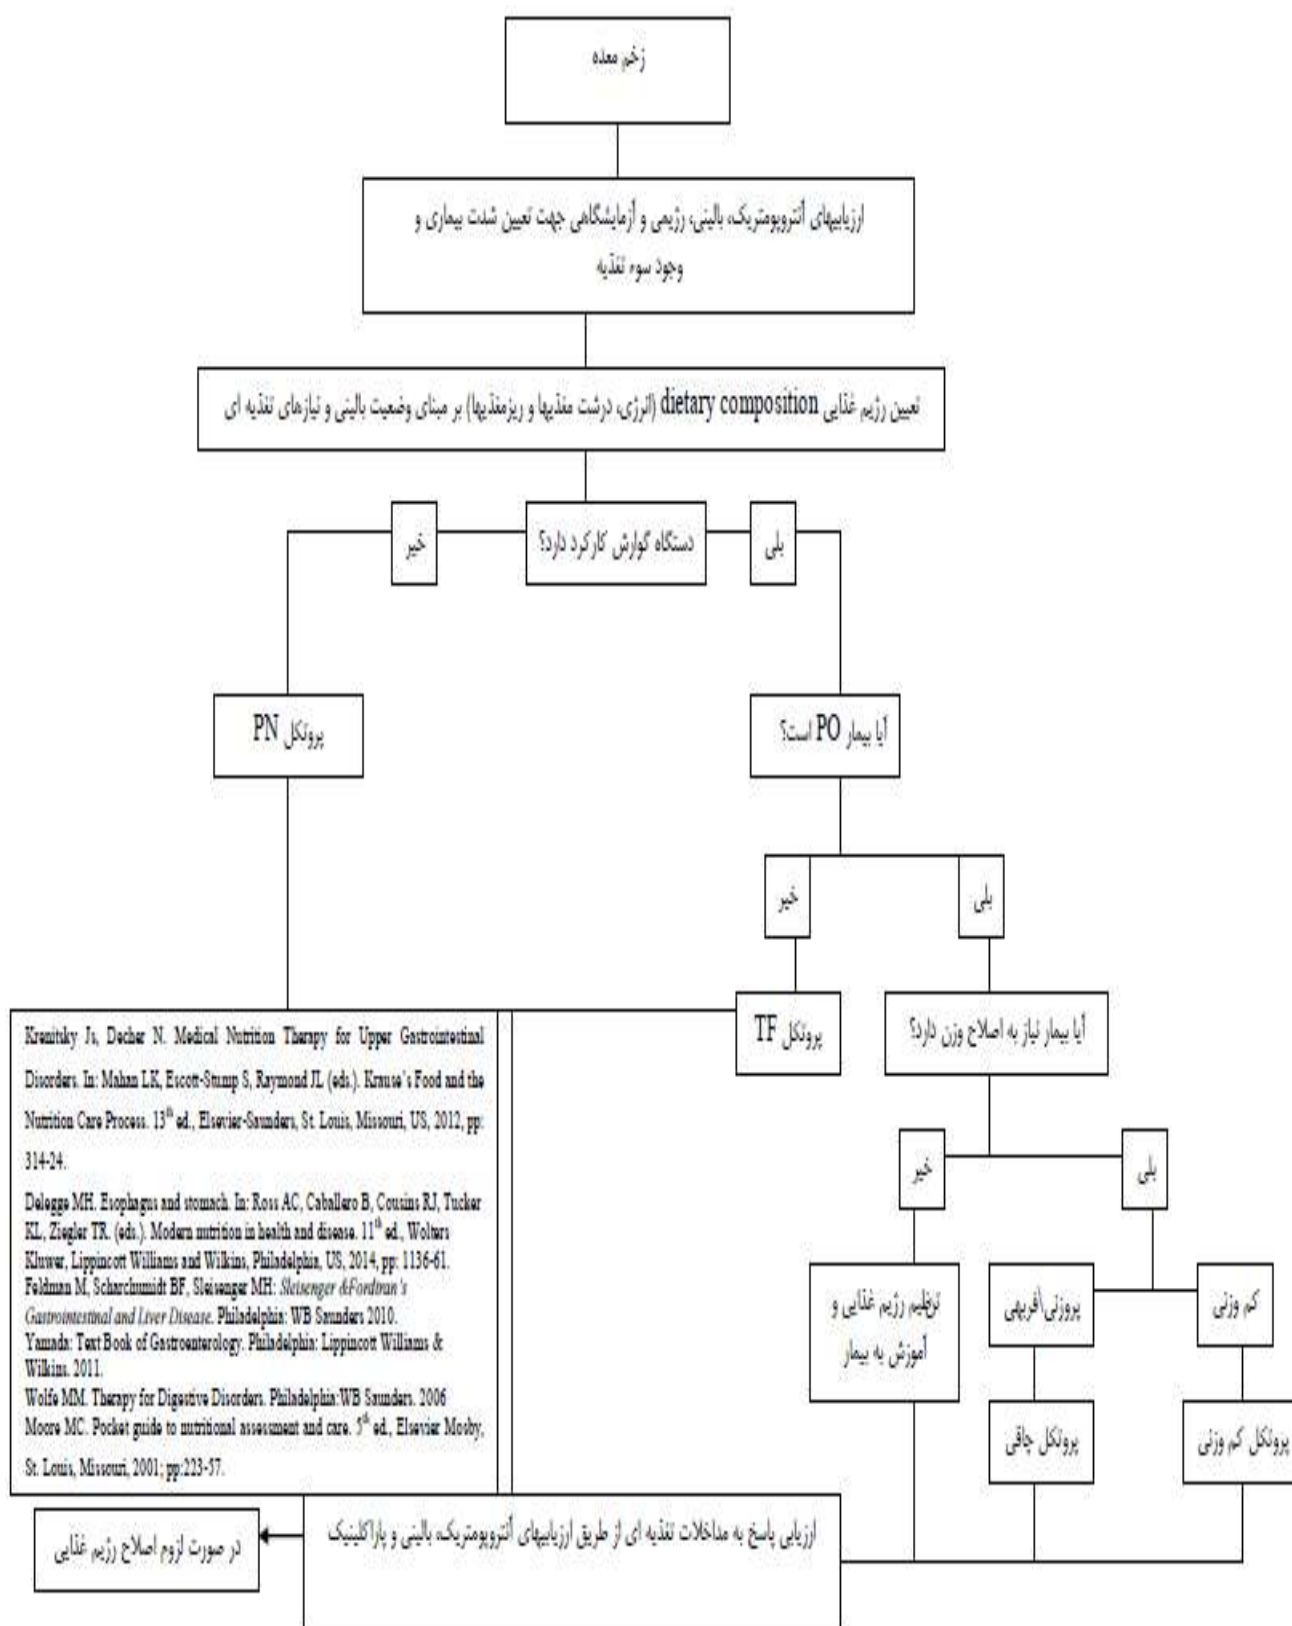 زخم معده
ارزیابیهای آنتروپومتریک، بالینی، رژیمی و آزمایشگاهی جهت تعیین شدت بیماری و
وجود سوء تغذیه
تعیین رژیم غذایی dietary composition (انرژی، درشت مغذیها و ریزمغذیها) بر مبنای وضعیت بالینی و نیازهای تغذیه ای
بلی
دستگاه گوارش کارکرد دارد؟
خیر
آیا بیمار PO است؟
پروتکل PN
بلی
خیر
آیا بیمار نیاز به اصلاح وزن دارد؟
پروتکل TF
بلی
خیر
کم وزنی
پروزنی\فربهی
تنظیم رژیم غذایی و
آموزش به بیمار
پروتکل کم وزنی
پروتکل چاقی
Krenitsky Js, Decher N. Medical Nutrition Therapy for Upper Gastrointestinal
Disorders. In: Mahan LK, Escott-Stump S, Raymond JL (eds.). Krause's Food and the
Nutrition Care Process. 13th ed., Elsevier-Saunders, St. Louis, Missouri, US, 2012, pp:
314-24.
Delegge MH. Esophagus and stomach. In: Ross AC, Caballero B, Cousins RJ, Tucker
KL, Ziegler TR. (eds.). Modern nutrition in health and disease. 11th ed., Wolters
Kluwer, Lippincott Williams and Wilkins, Philadelphia, US, 2014, pp: 1136-61.
Feldman M, Scharchumidt BF, Sleisenger MH: Sleisenger &Fordtran's
Gastrointestinal and Liver Disease. Philadelphia: WB Saunders 2010.
Yamada: Text Book of Gastroenterology. Philadelphia: Lippincott Williams &
Wilkins. 2011.
Wolfe MM. Therapy for Digestive Disorders. Philadelphia:WB Saunders. 2006
Moore MC. Pocket guide to nutritional assessment and care. 5th ed., Elsevier Mosby,
St. Louis, Missouri, 2001; pp:223-57.
ارزیابی پاسخ به مداخلات تغذیه ای از طریق ارزیابیهای آنتروپومتریک، بالینی و پاراکلینیک
در صورت لزوم اصلاح رژیم غذایی